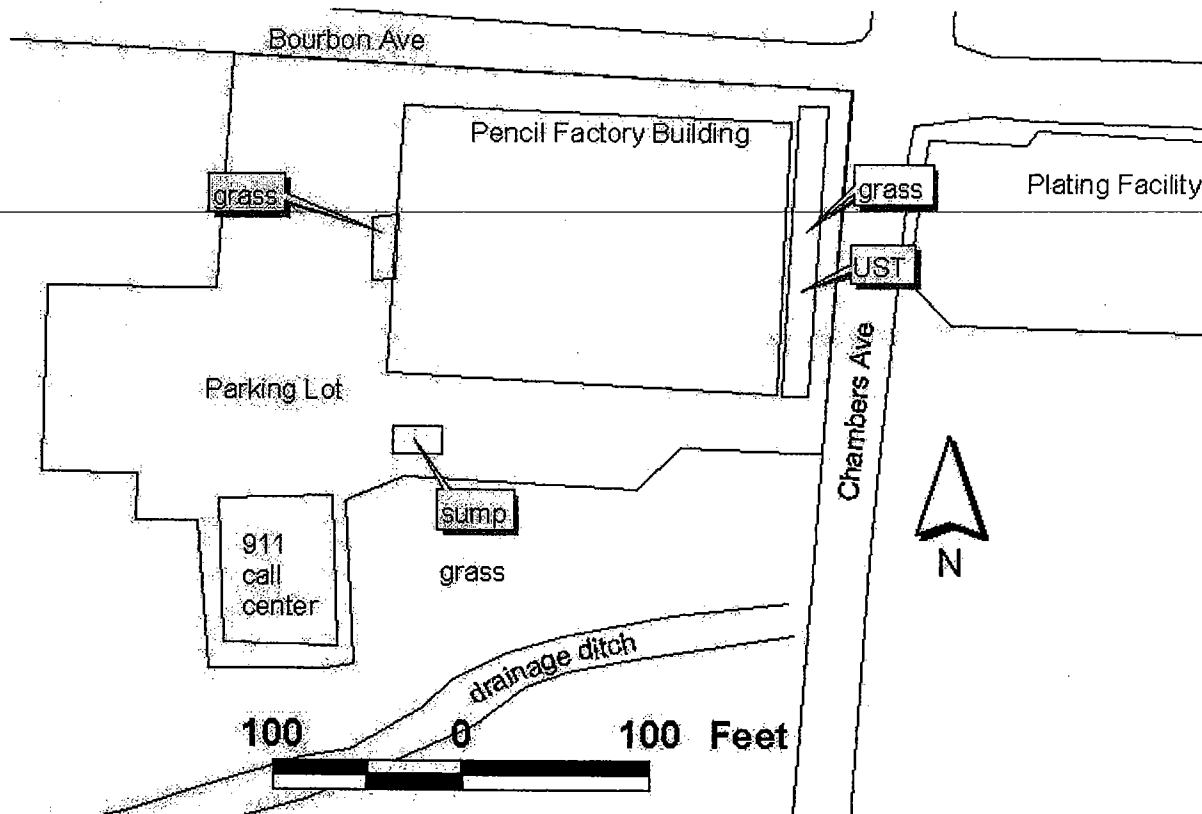 Bourbon Ave
Pencil Factory Building
grass
grass
Plating Facility
UST
Parking Lot
Chambers Ave
sump
911
call
center
grass
N
drainage ditch
100 0 100 Feet